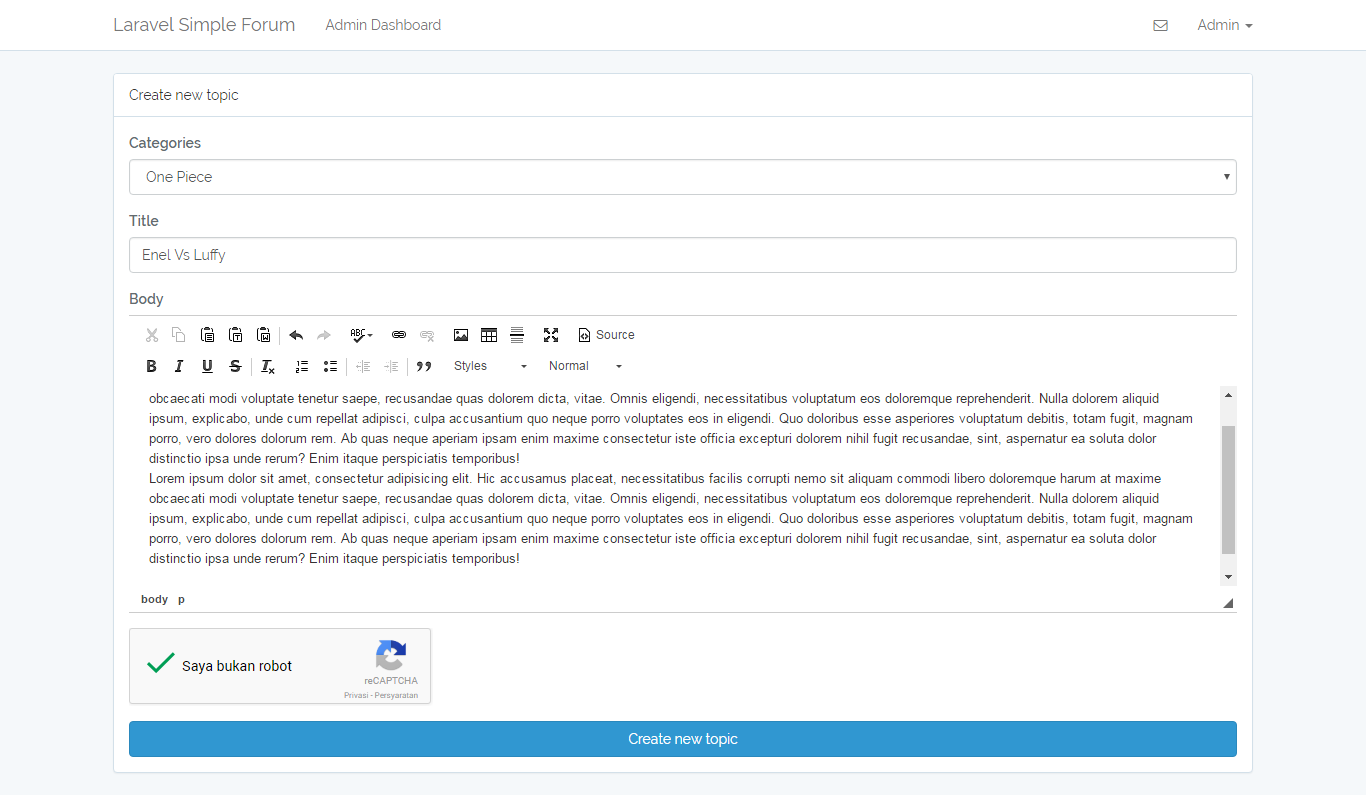 Laravel Simple Forum Admin Dashboard Admin
Create new topic
Categories
One Piece
Title
Enel Vs Luffy
Body
ABC Source
B I U S Styles Normal
obcaecati modi voluptate tenetur saepe, recusandae quas dolorem dicta, vitae. Omnis eligendi, necessitatibus voluptatum eos doloremque reprehenderit. Nulla dolorem aliquid
ipsum, explicabo, unde cum repellat adipisci, culpa accusantium quo neque porro voluptates eos in eligendi. Quo doloribus esse asperiores voluptatum debitis, totam fugit, magnam
porro, vero dolores dolorum rem. Ab quas neque aperiam ipsam enim maxime consectetur iste officia excepturi dolorem nihil fugit recusandae, sint, aspernatur ea soluta dolor
distinctio ipsa unde rerum? Enim itaque perspiciatis temporibus!
Lorem ipsum dolor sit amet, consectetur adipisicing elit. Hic accusamus placeat, necessitatibus facilis corrupti nemo sit aliquam commodi libero doloremque harum at maxime
obcaecati modi voluptate tenetur saepe, recusandae quas dolorem dicta, vitae. Omnis eligendi, necessitatibus voluptatum eos doloremque reprehenderit. Nulla dolorem aliquid
ipsum, explicabo, unde cum repellat adipisci, culpa accusantium quo neque porro voluptates eos in eligendi. Quo doloribus esse asperiores voluptatum debitis, totam fugit, magnam
porro, vero dolores dolorum rem. Ab quas neque aperiam ipsam enim maxime consectetur iste officia excepturi dolorem nihil fugit recusandae, sint, aspernatur ea soluta dolor
distinctio ipsa unde rerum? Enim itaque perspiciatis temporibus!
body p
Saya bukan robot
reCAPTCHA
Privasi - Persyaratan
Create new topic